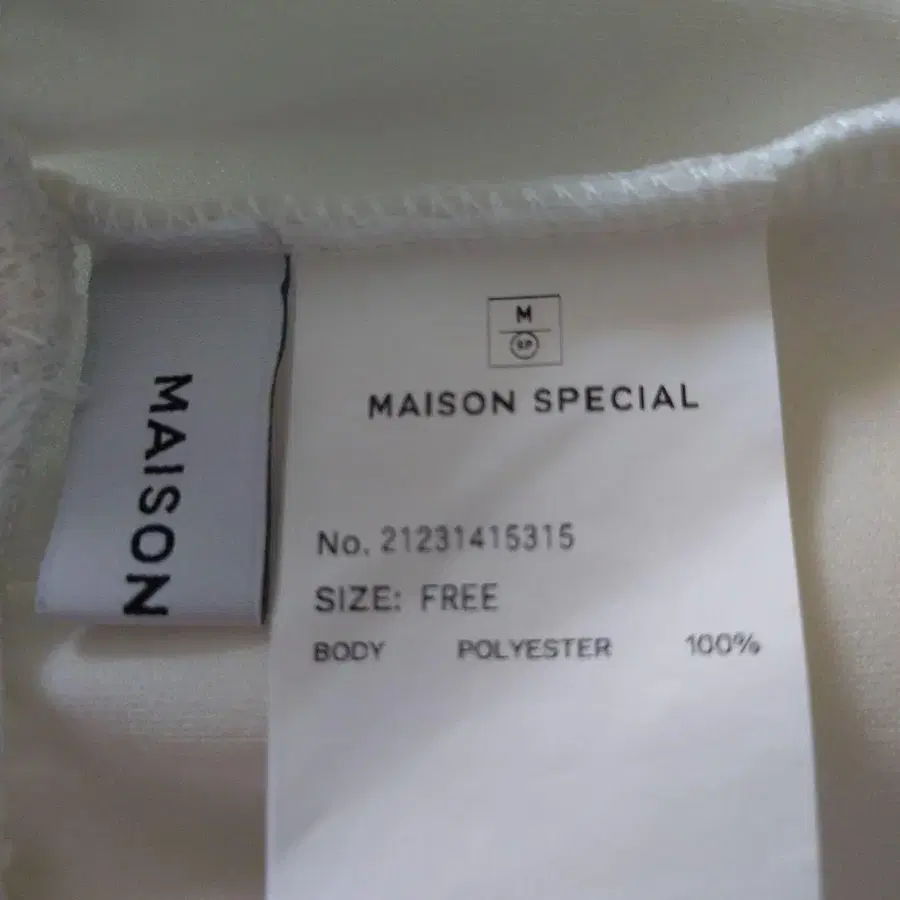 MAISON
M
SP
MAISON SPECIAL
No. 21231415315
SIZE: FREE
BODY POLYESTER 100%